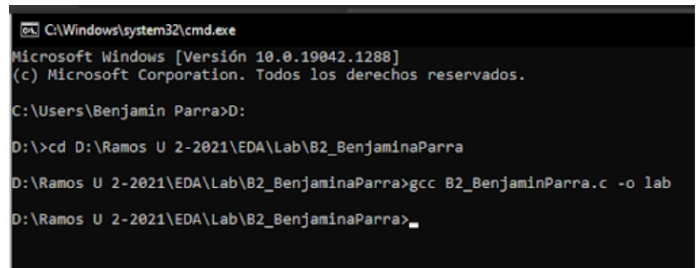 C:\Windows\system32\cmd.exe
Microsoft Windows [Versión 10.0.19042.1288]
(c) Microsoft Corporation. Todos los derechos reservados.
C:\Users\Benjamin Parra>D:
D:\>cd D:\Ramos U 2-2021\EDA\Lab\B2_BenjaminaParra
D:\Ramos U 2-2021\EDA\Lab\B2_BenjaminaParra>gcc B2_BenjaminParra.c -o lab
D:\Ramos U 2-2021\EDA\Lab\B2_BenjaminaParra>